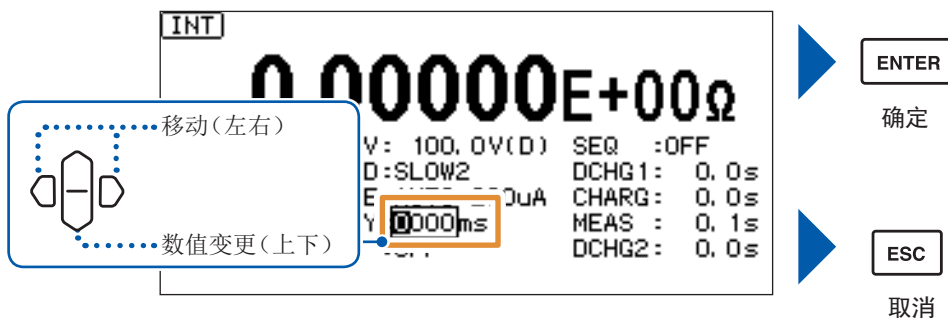 INT
0.00000E+00Ω
移动(左右)
数值变更(上下)
V: 100.0V(D)
D:SLOW2
E
uA
Y 0000ms
:OFF
SEQ :OFF
DCHG1: 0.0s
CHARG: 0.0s
MEAS : 0.1s
DCHG2: 0.0s
ENTER
确定
ESC
取消